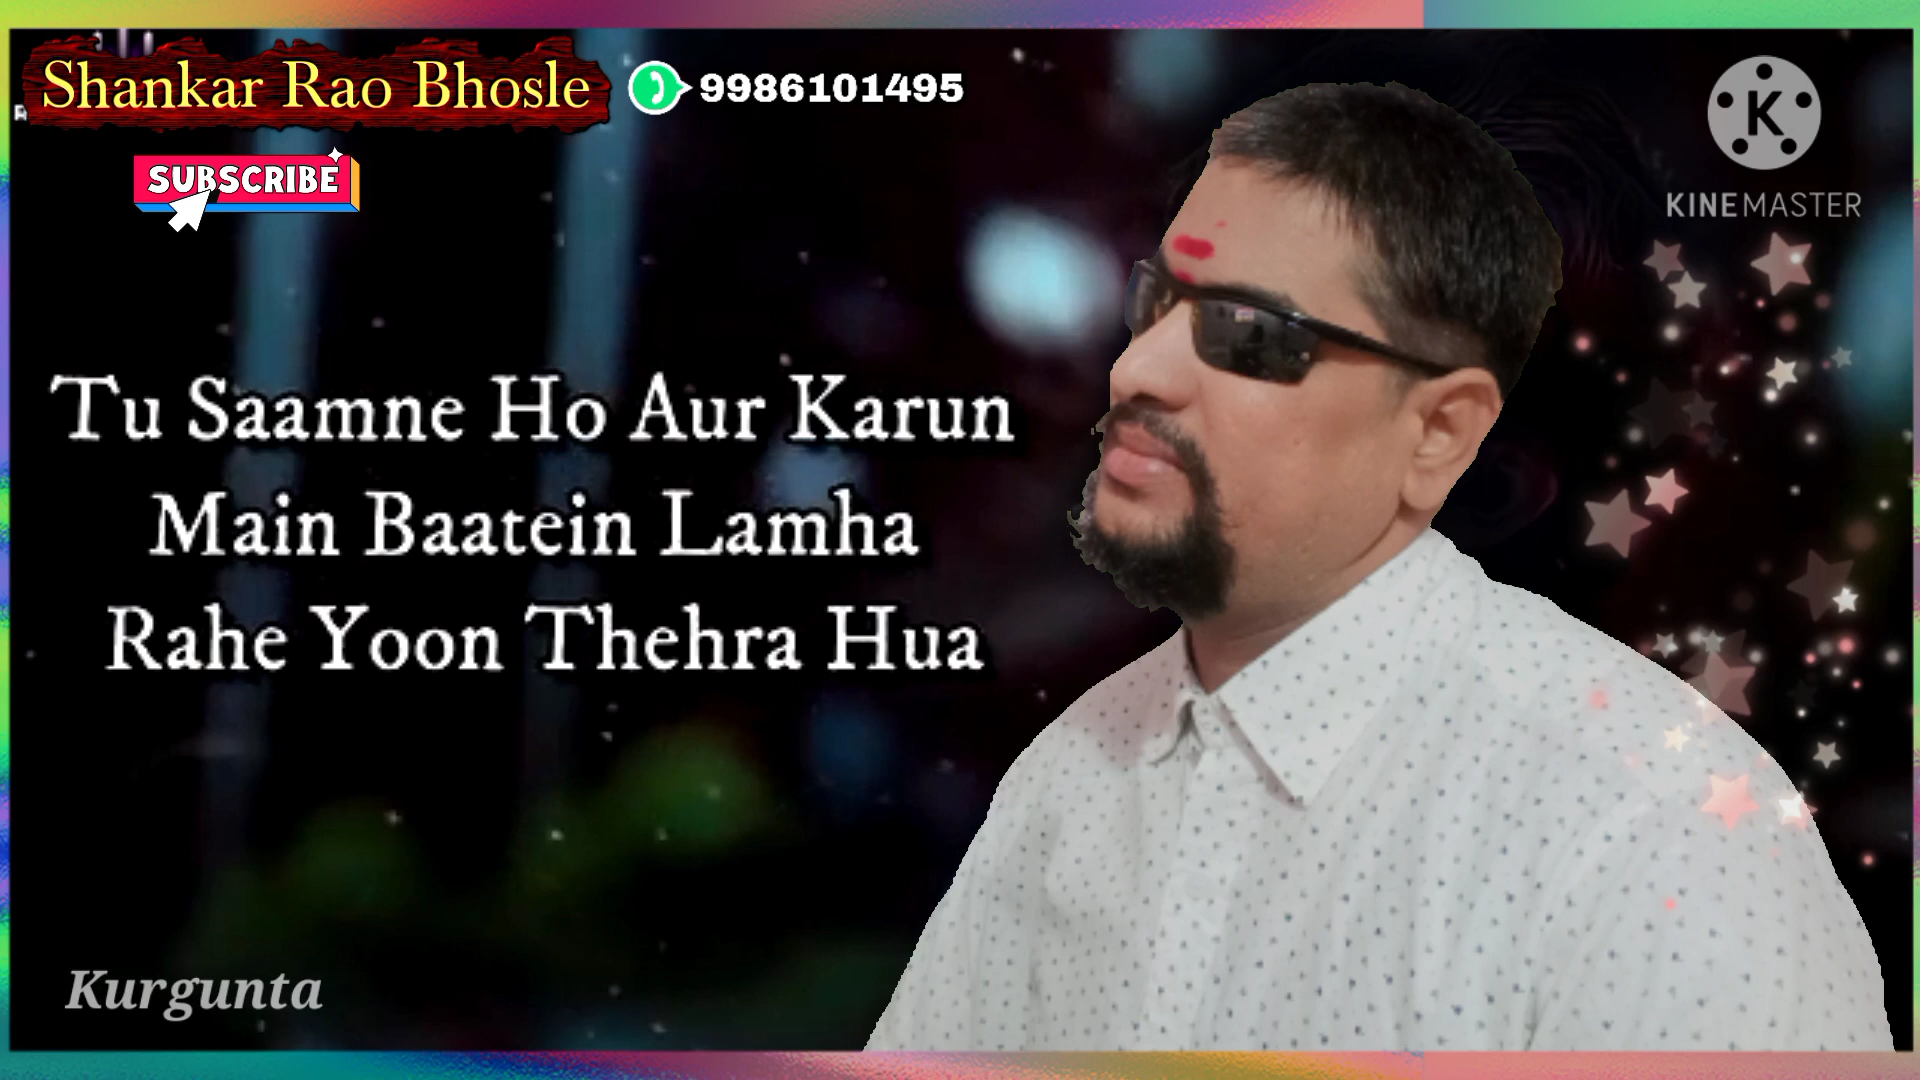 Shankar Rao Bhosle
9986101495
SUBSCRIBE
K
KINEMASTER
Tu Saamne Ho Aur Karun
Main Baatein Lamha
Rahe Yoon Thehra Hua
Kurgunta